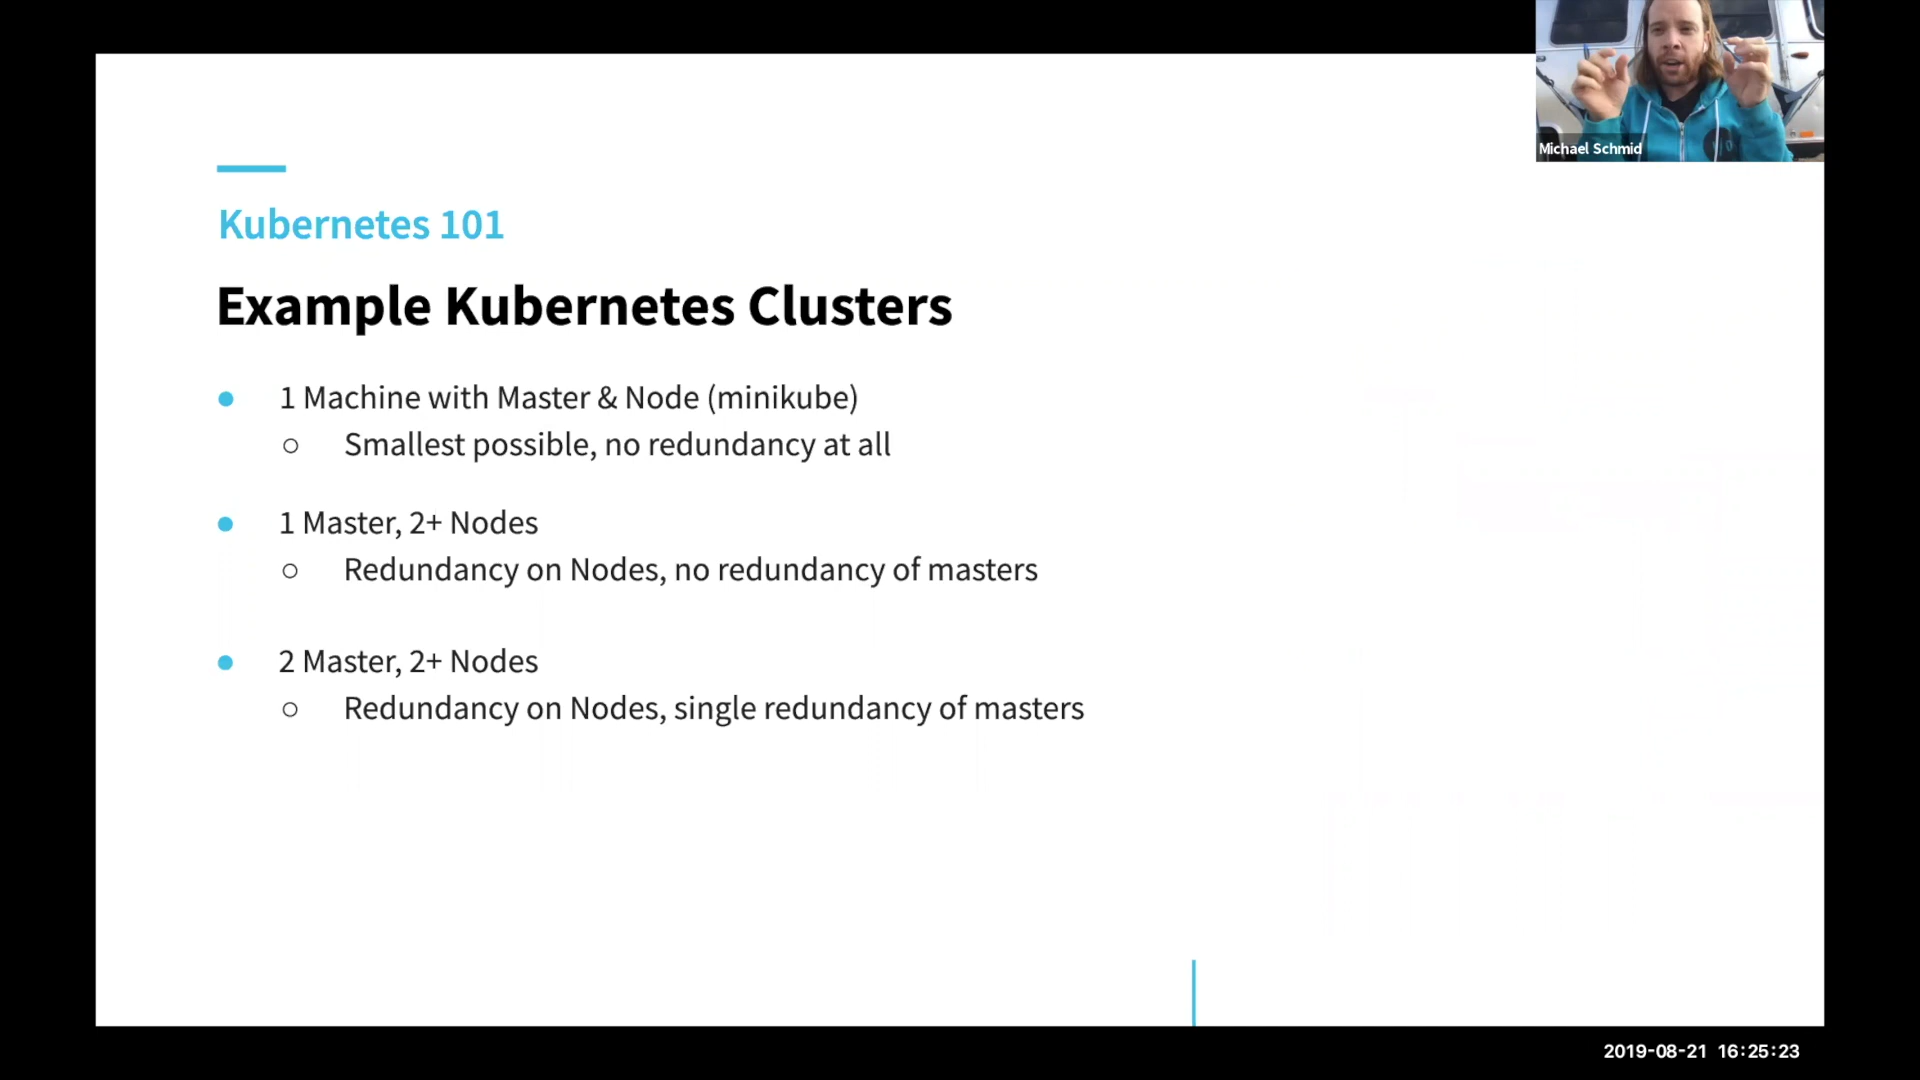 Michael Schmid
Kubernetes 101
Example Kubernetes Clusters
● 1 Machine with Master & Node (minikube)
○ Smallest possible, no redundancy at all
● 1 Master, 2+ Nodes
○ Redundancy on Nodes, no redundancy of masters
● 2 Master, 2+ Nodes
○ Redundancy on Nodes, single redundancy of masters
2019-08-21 16:25:23